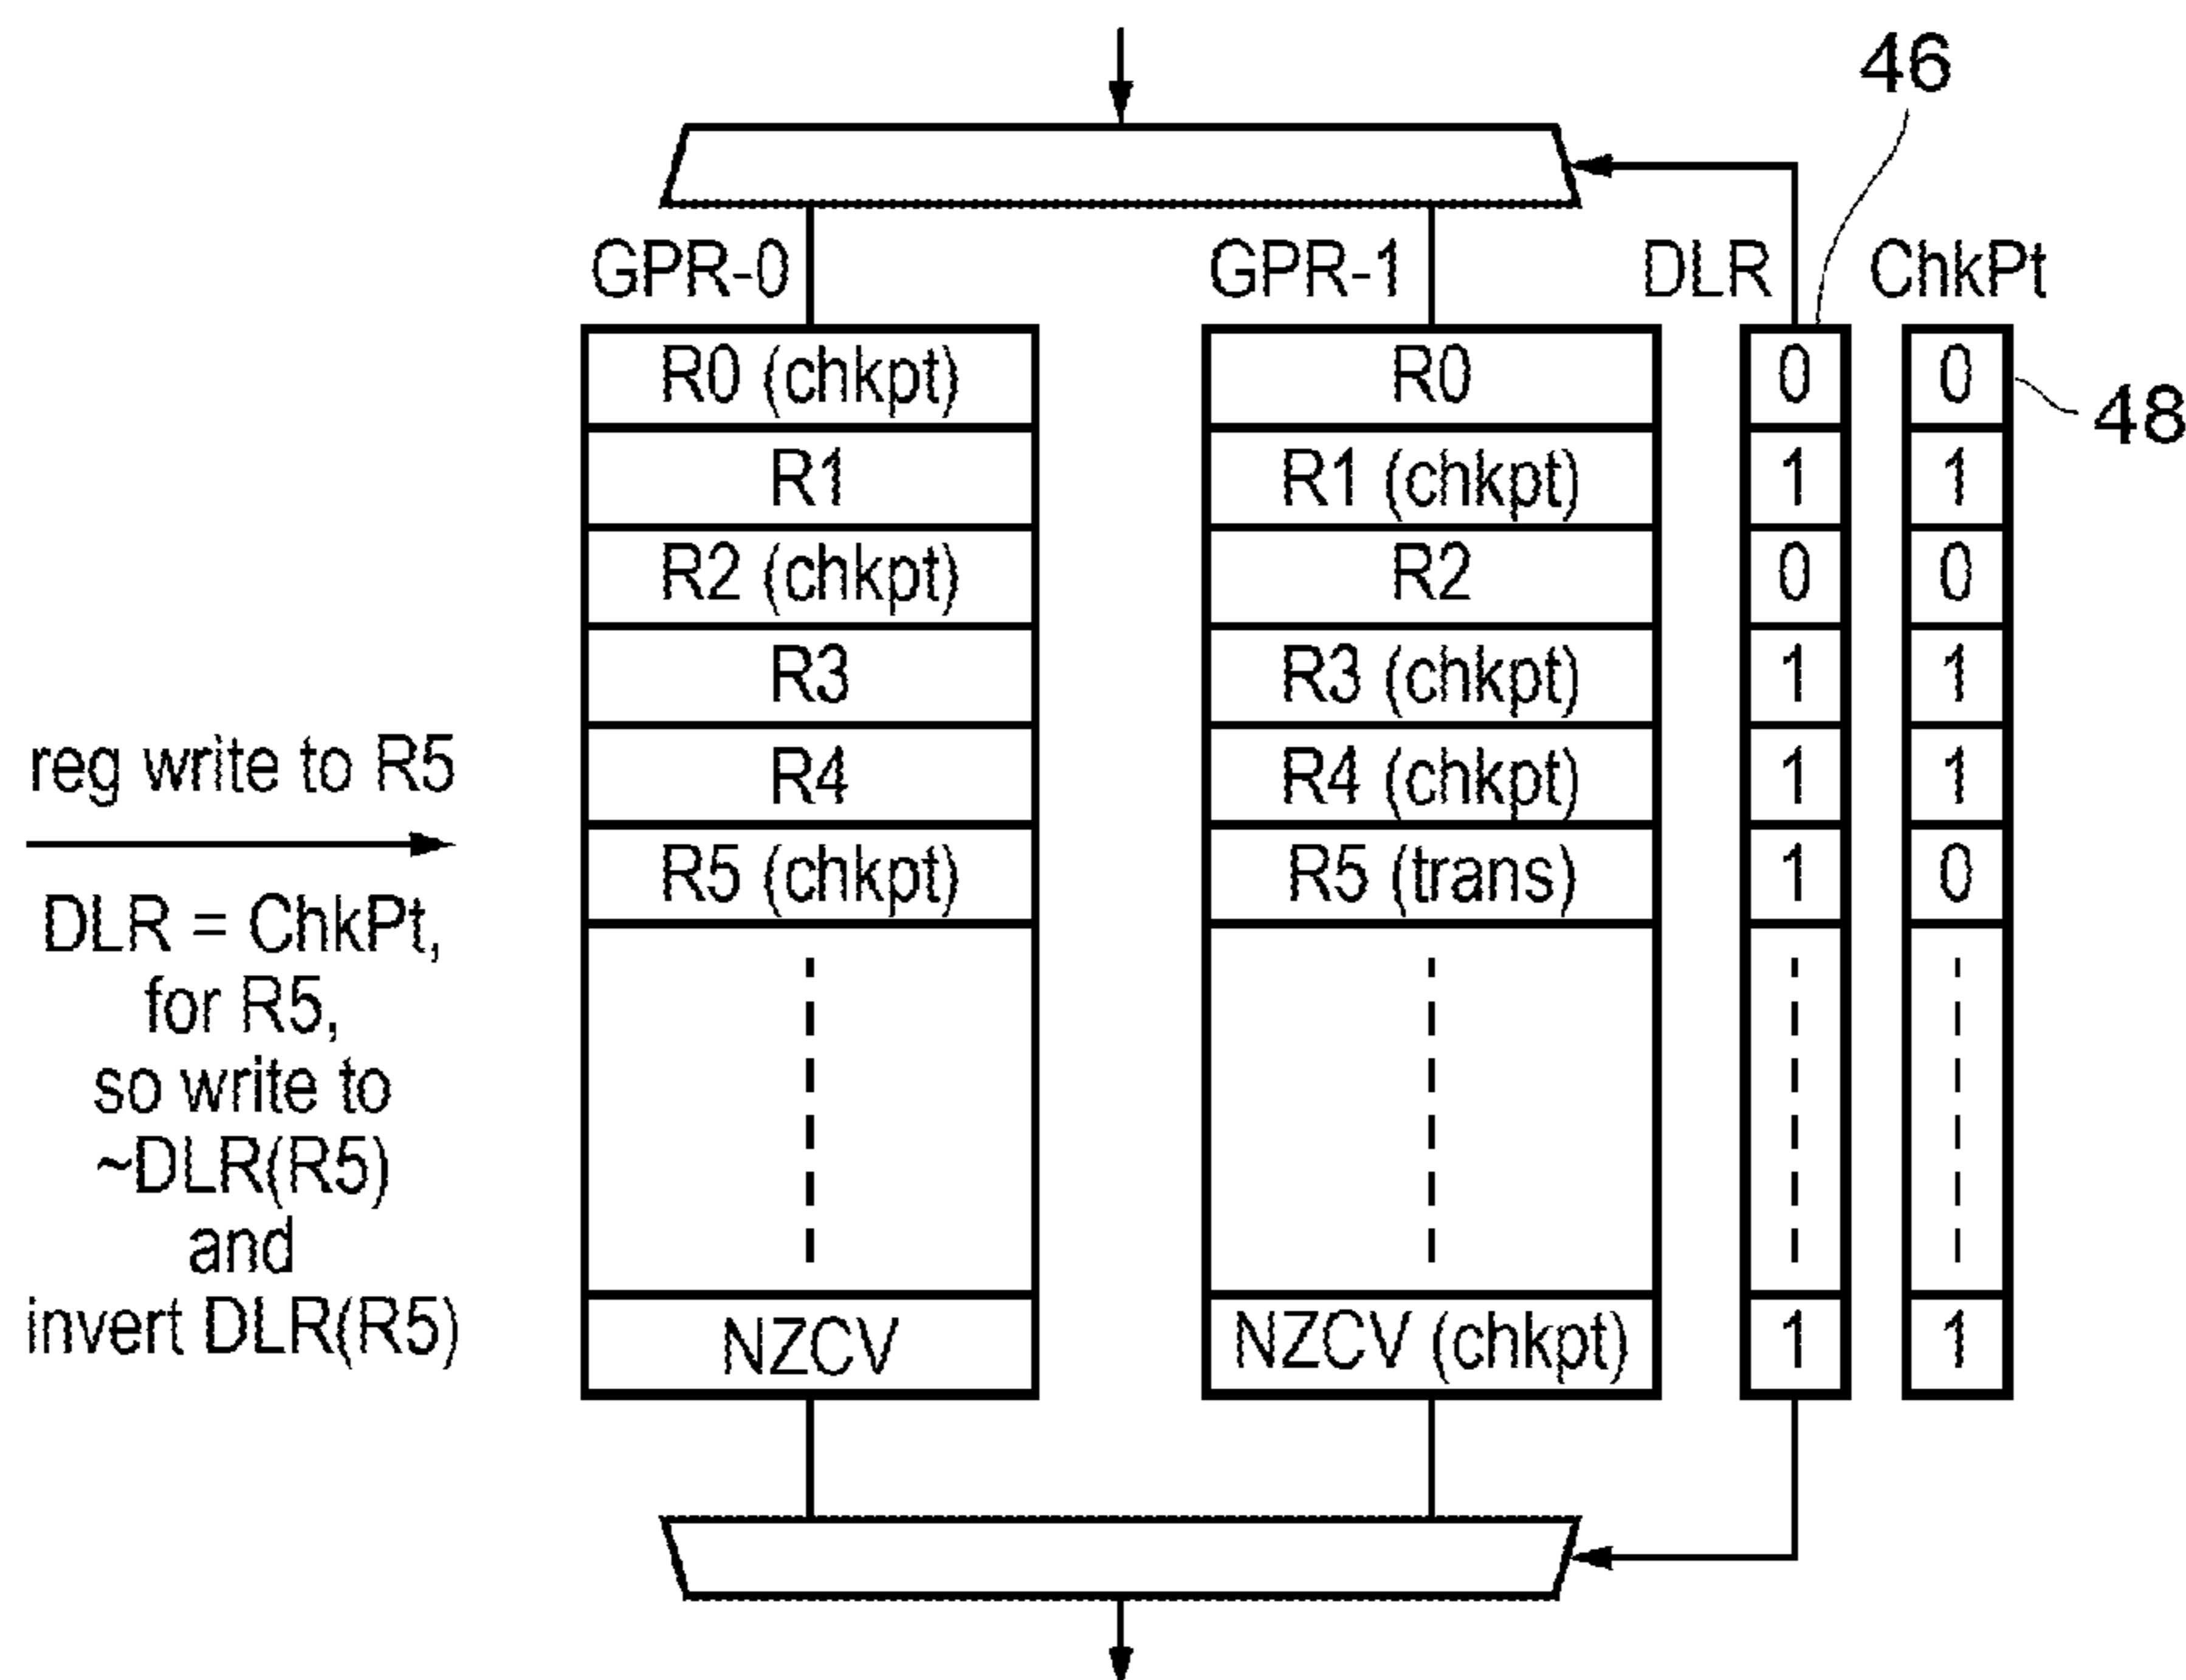 46
GPR-0 GPR-1 DLR ChkPt
R0 (chkpt) R0 0 0
48
R1 R1 (chkpt) 1 1
R2 (chkpt) R2 0 0
R3 R3 (chkpt) 1 1
R4 R4 (chkpt) 1 1
R5 (chkpt) R5 (trans) 1 0
NZCV NZCV (chkpt) 1 1
reg write to R5
DLR = ChkPt,
for R5,
so write to
~DLR(R5)
and
invert DLR(R5)